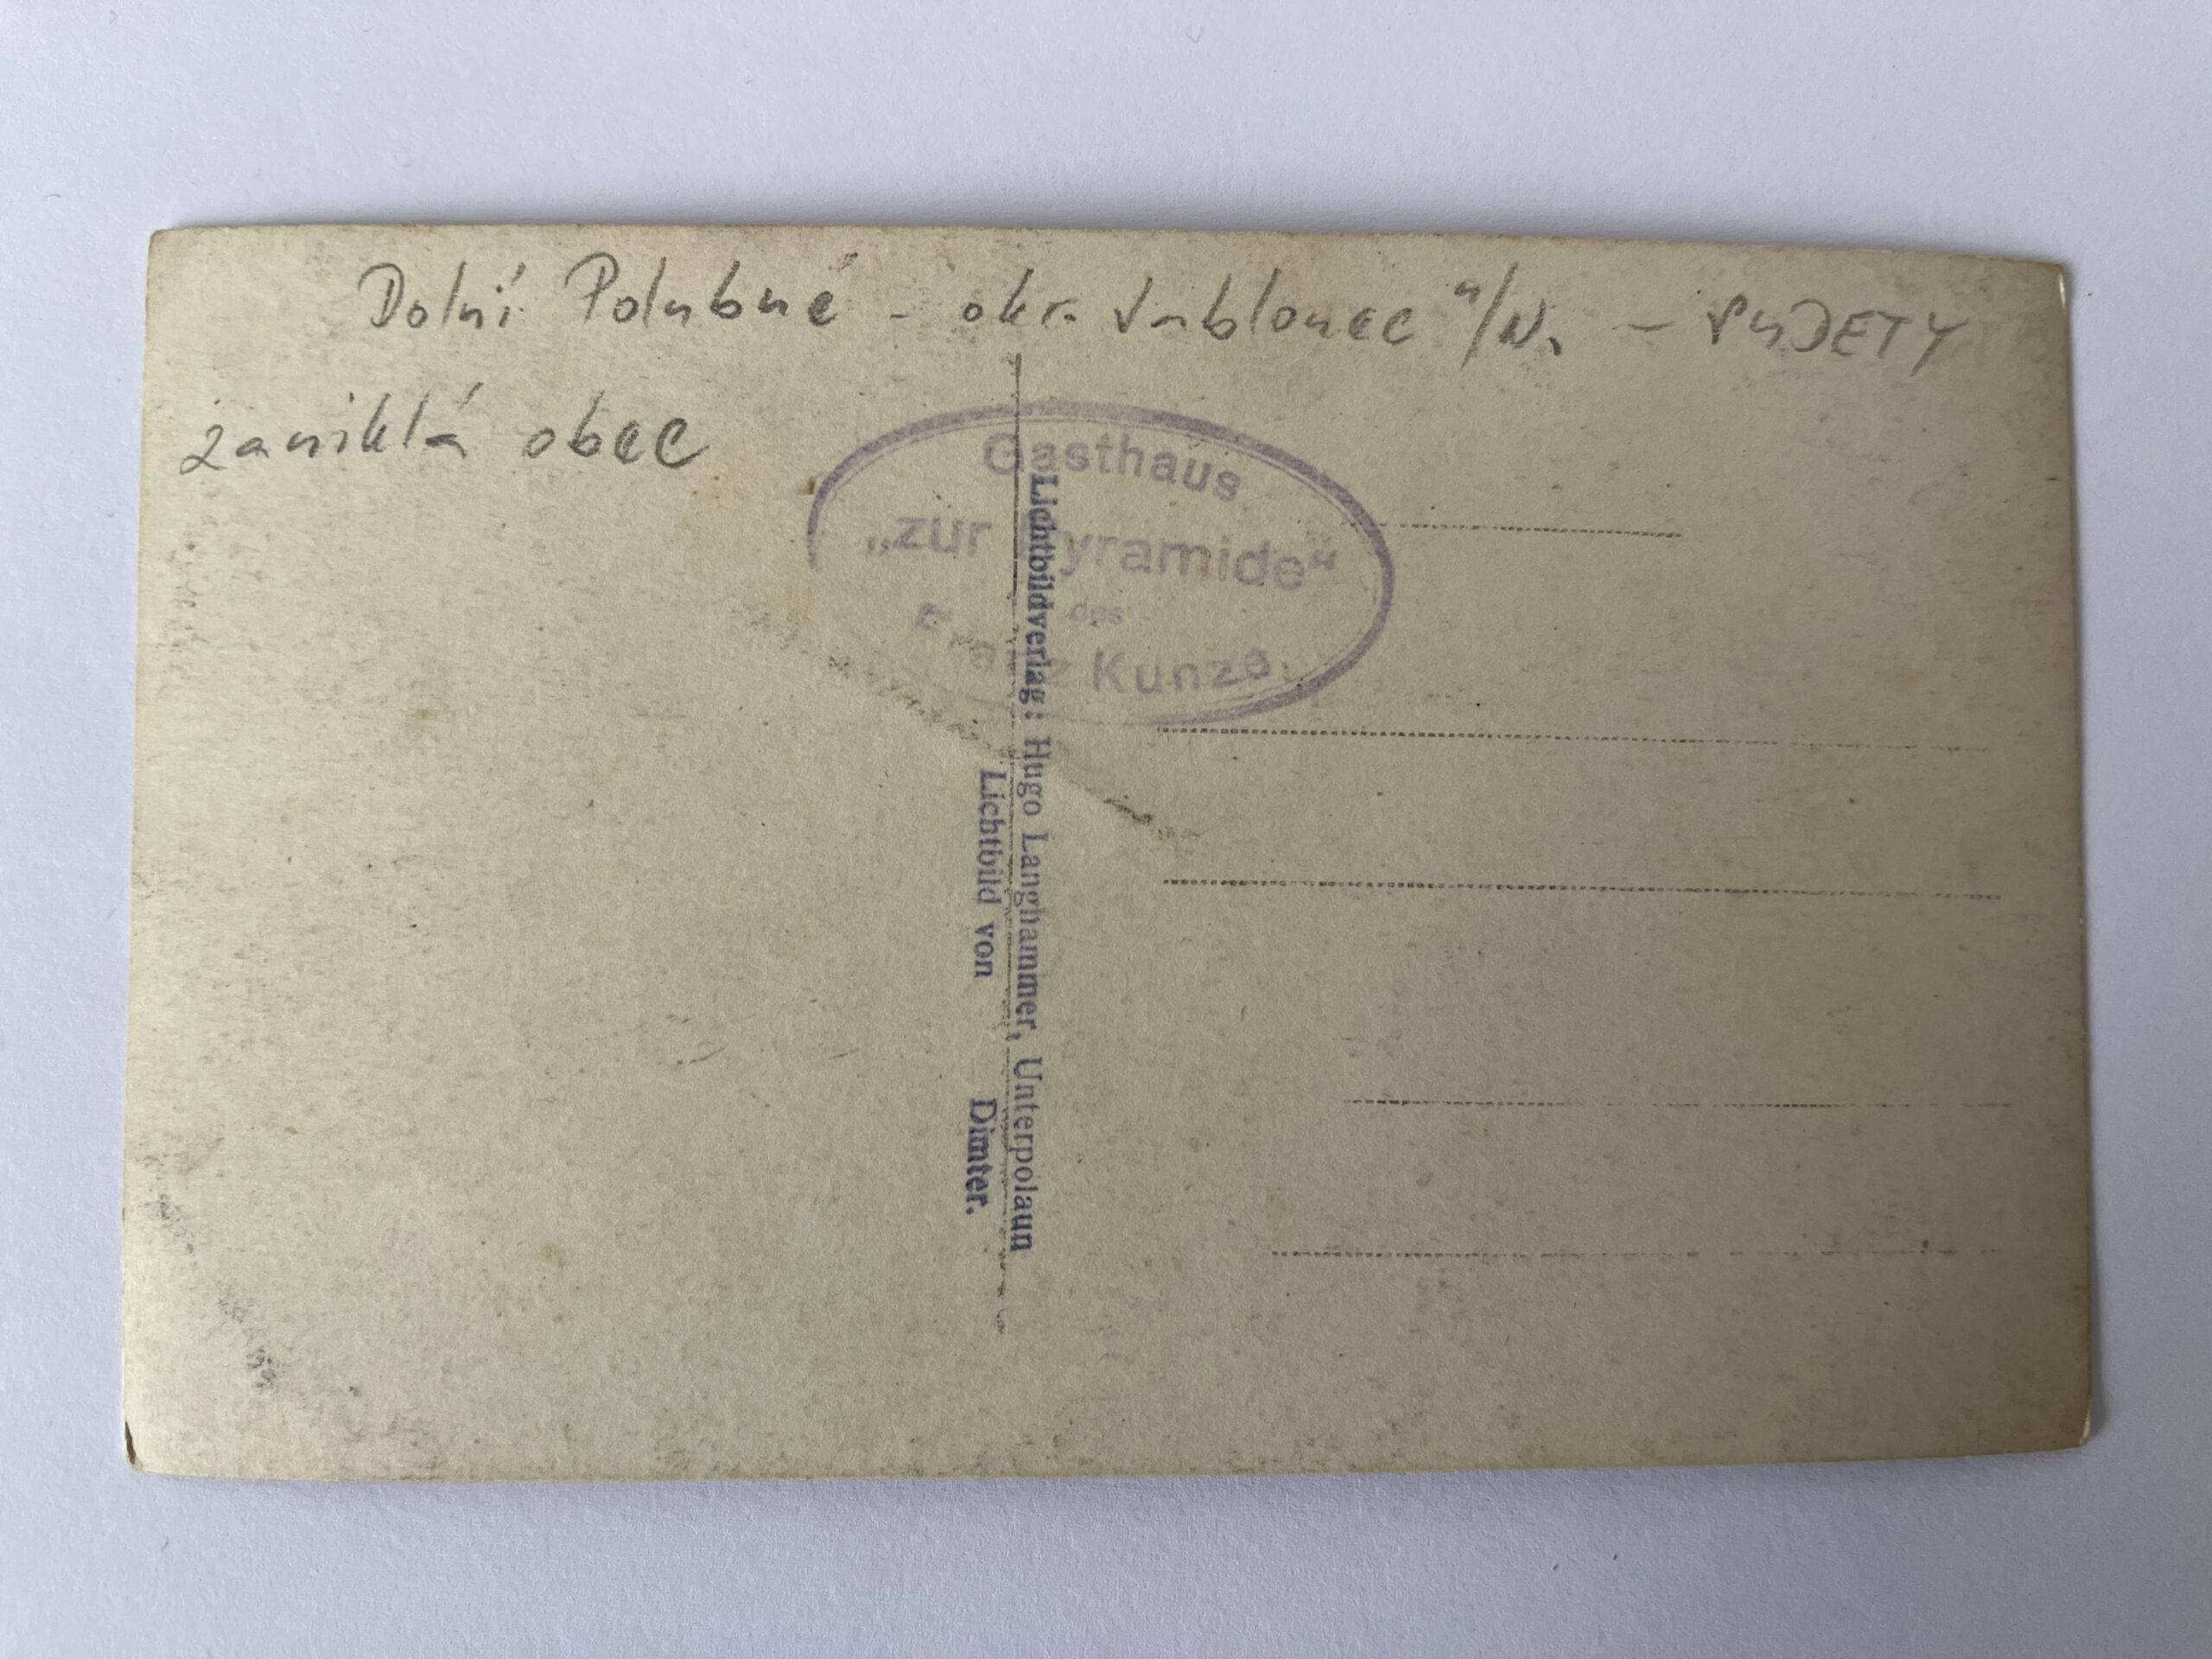 Dolní Polubné - okr. Jablonec n/N. - SUDETY
zaniklá obec
Gasthaus
„zur Pyramide“
des
Franz Kunze.
Lichtbildverlag: Hugo Langhammer, Unterpolaun
Lichtbild von Dimter.